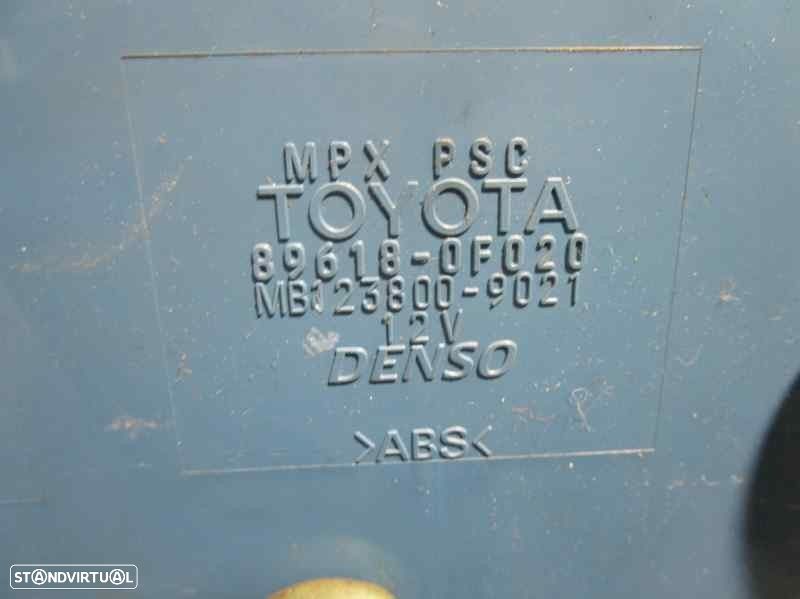 MPX PSC
TOYOTA
89618-0F020
MB123800-9021
12V
DENSO
>ABS<
STANDVIRTUAL